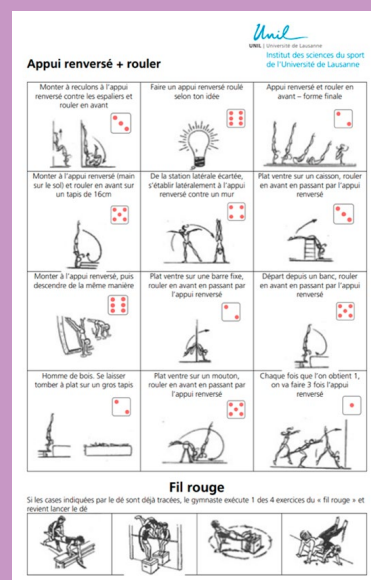 Unil
UNIL | Université de Lausanne
Institut des sciences du sport
de l'Université de Lausanne
Appui renversé + rouler
Monter à reculons à l'appui
renversé contre les espaliers et
rouler en avant
Faire un appui renversé roulé
selon ton idée
Appui renversé et rouler en
avant – forme finale
Monter à l'appui renversé (main
sur le sol) et rouler en avant sur
un tapis de 16cm
De la station latérale écartée,
s'établir latéralement à l'appui
renversé contre un mur
Plat ventre sur un caisson, rouler
en avant en passant par l'appui
renversé
Monter à l'appui renversé, puis
descendre de la même manière
Plat ventre sur une barre fixe,
rouler en avant en passant par
l'appui renversé
Départ depuis un banc, rouler
en avant en passant par l'appui
renversé
Homme de bois. Se laisser
tomber à plat sur un gros tapis
Plat ventre sur un mouton,
rouler en avant en passant par
l'appui renversé
Chaque fois que l'on obtient 1,
on va faire 3 fois l'appui
renversé
Fil rouge
Si les cases indiquées par le dé sont déjà tracées, le gymnaste exécute 1 des 4 exercices du « fil rouge » et
revient lancer le dé